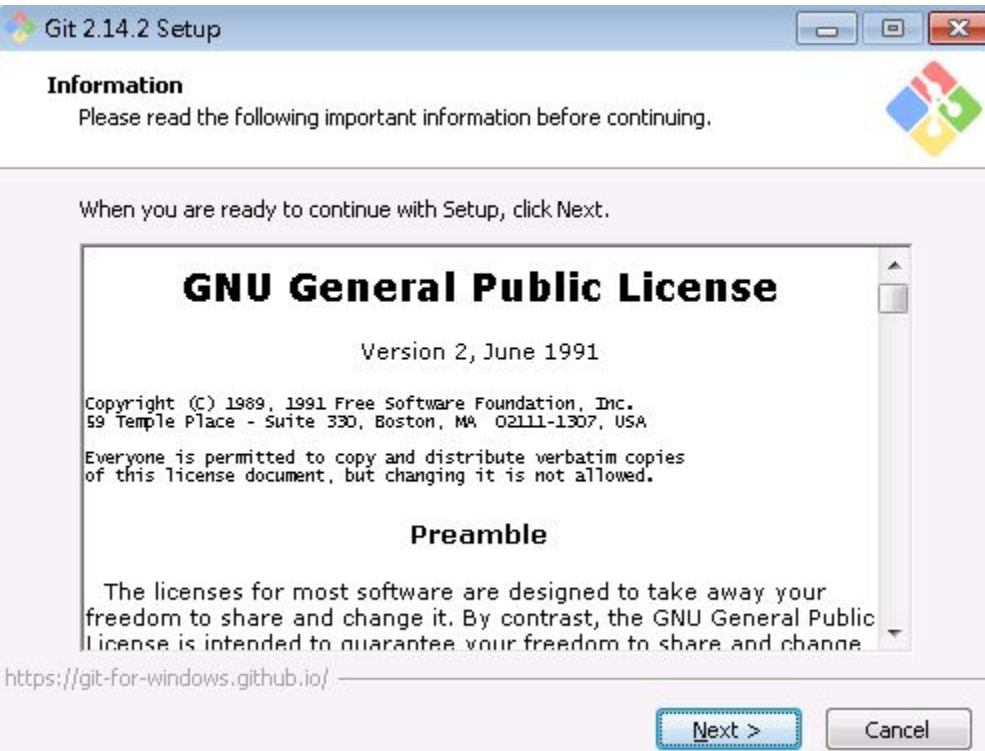 Git 2.14.2 Setup
Information
Please read the following important information before continuing.
When you are ready to continue with Setup, click Next.
GNU General Public License
Version 2, June 1991
Copyright (C) 1989, 1991 Free Software Foundation, Inc.
59 Temple Place - Suite 330, Boston, MA  02111-1307, USA
Everyone is permitted to copy and distribute verbatim copies
of this license document, but changing it is not allowed.
Preamble
The licenses for most software are designed to take away your
freedom to share and change it. By contrast, the GNU General Public
License is intended to guarantee your freedom to share and change
https://git-for-windows.github.io/
Next >
Cancel